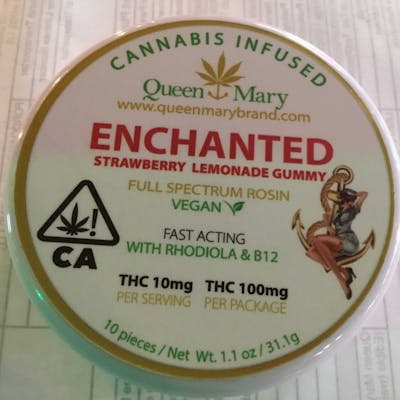 CANNABIS INFUSED
Queen Mary
www.queenmarybrand.com
ENCHANTED
STRAWBERRY LEMONADE GUMMY
FULL SPECTRUM ROSIN
VEGAN
FAST ACTING
WITH RHODIOLA & B12
!
CA
THC 10mg THC 100mg
PER SERVING PER PACKAGE
10 pieces / Net Wt. 1.1 oz / 31.1g